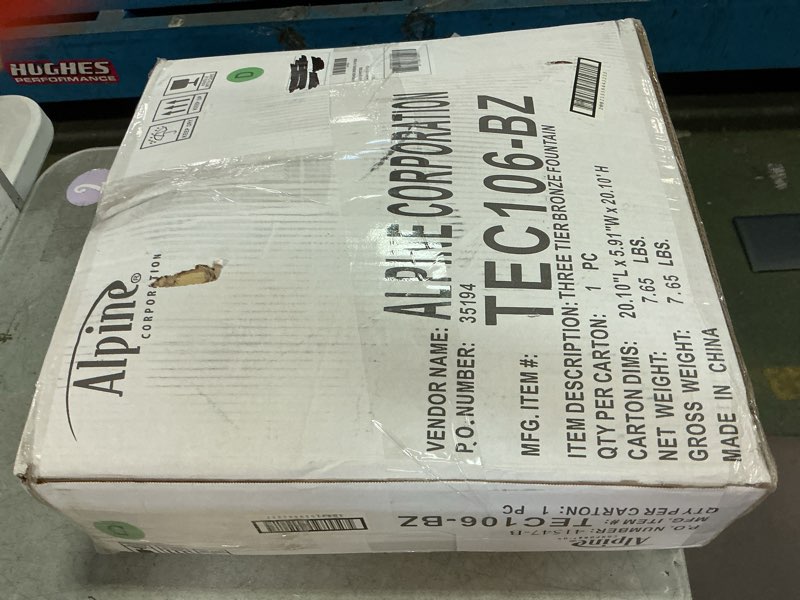 HUGHES
PERFORMANCE
D
Alpine®
CORPORATION
VENDOR NAME: ALPINE CORPORATION
P.O. NUMBER: 35194
MFG. ITEM #: TEC106-BZ
ITEM DESCRIPTION: THREE TIER BRONZE FOUNTAIN
QTY PER CARTON: 1 PC
CARTON DIMS: 20.10"L x 5.91"W x 20.10"H
NET WEIGHT: 7.65 LBS.
GROSS WEIGHT: 7.65 LBS.
MADE IN CHINA
Alpine
P.O. NUMBER: 41347-B
MFG. ITEM #: TEC106-BZ
QTY PER CARTON: 1 PC